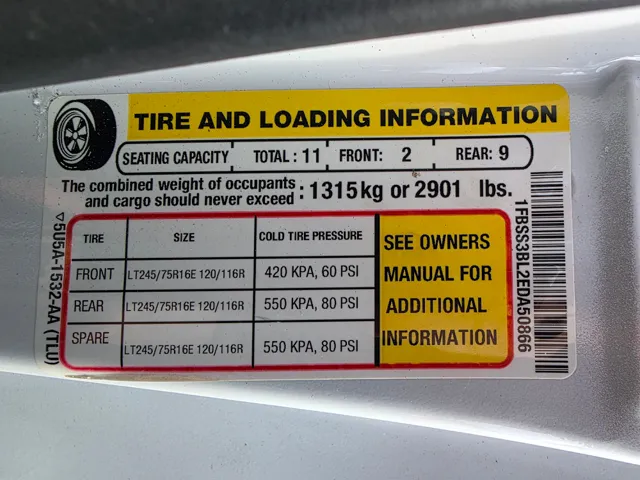 TIRE AND LOADING INFORMATION
SEATING CAPACITY TOTAL : 11 FRONT: 2 REAR: 9
The combined weight of occupants
and cargo should never exceed : 1315kg or 2901 lbs.
TIRE SIZE COLD TIRE PRESSURE
FRONT LT245/75R16E 120/116R 420 KPA, 60 PSI
REAR LT245/75R16E 120/116R 550 KPA, 80 PSI
SPARE LT245/75R16E 120/116R 550 KPA, 80 PSI
SEE OWNERS
MANUAL FOR
ADDITIONAL
INFORMATION
▽5U5A-1532-AA (TLU)
1FBSS3BL2EDA50866